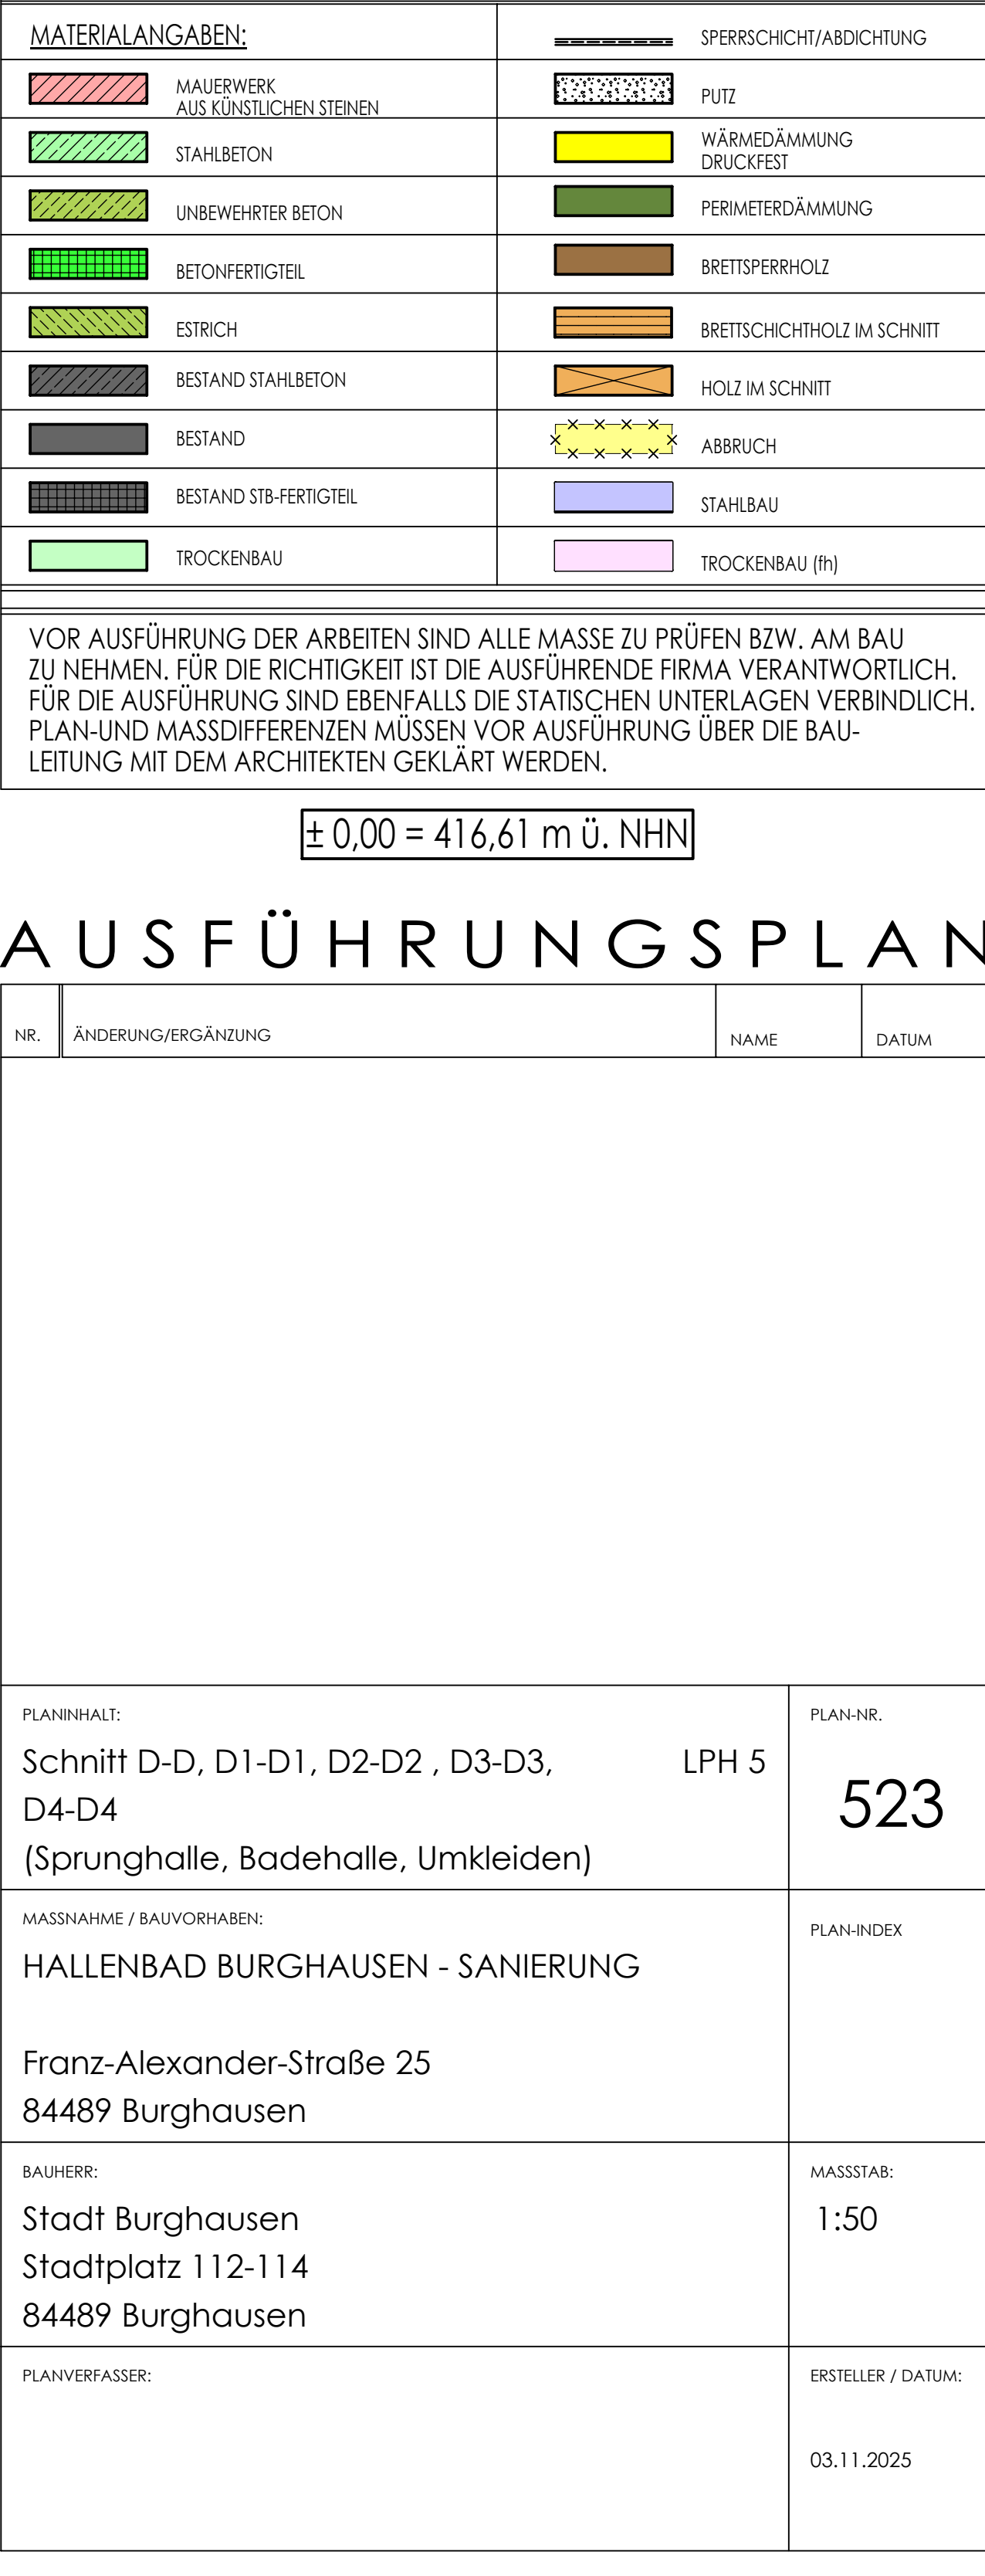 MATERIALANGABEN:
SPERRSCHICHT/ABDICHTUNG
MAUERWERK
AUS KÜNSTLICHEN STEINEN
PUTZ
STAHLBETON
WÄRMEDÄMMUNG
DRUCKFEST
UNBEWEHRTER BETON
PERIMETERDÄMMUNG
BETONFERTIGTEIL
BRETTSPERRHOLZ
ESTRICH
BRETTSCHICHTHOLZ IM SCHNITT
BESTAND STAHLBETON
HOLZ IM SCHNITT
BESTAND
ABBRUCH
BESTAND STB-FERTIGTEIL
STAHLBAU
TROCKENBAU
TROCKENBAU (fh)
VOR AUSFÜHRUNG DER ARBEITEN SIND ALLE MASSE ZU PRÜFEN BZW. AM BAU
ZU NEHMEN. FÜR DIE RICHTIGKEIT IST DIE AUSFÜHRENDE FIRMA VERANTWORTLICH.
FÜR DIE AUSFÜHRUNG SIND EBENFALLS DIE STATISCHEN UNTERLAGEN VERBINDLICH.
PLAN-UND MASSDIFFERENZEN MÜSSEN VOR AUSFÜHRUNG ÜBER DIE BAU-
LEITUNG MIT DEM ARCHITEKTEN GEKLÄRT WERDEN.
± 0,00 = 416,61 m ü. NHN
AUSFÜHRUNGSPLAN
NR. ÄNDERUNG/ERGÄNZUNG NAME DATUM
PLANINHALT:
Schnitt D-D, D1-D1, D2-D2 , D3-D3, LPH 5
D4-D4
(Sprunghalle, Badehalle, Umkleiden)
PLAN-NR.
523
MASSNAHME / BAUVORHABEN:
HALLENBAD BURGHAUSEN - SANIERUNG
Franz-Alexander-Straße 25
84489 Burghausen
PLAN-INDEX
BAUHERR:
Stadt Burghausen
Stadtplatz 112-114
84489 Burghausen
MASSSTAB:
1:50
PLANVERFASSER:
ERSTELLER / DATUM:
03.11.2025